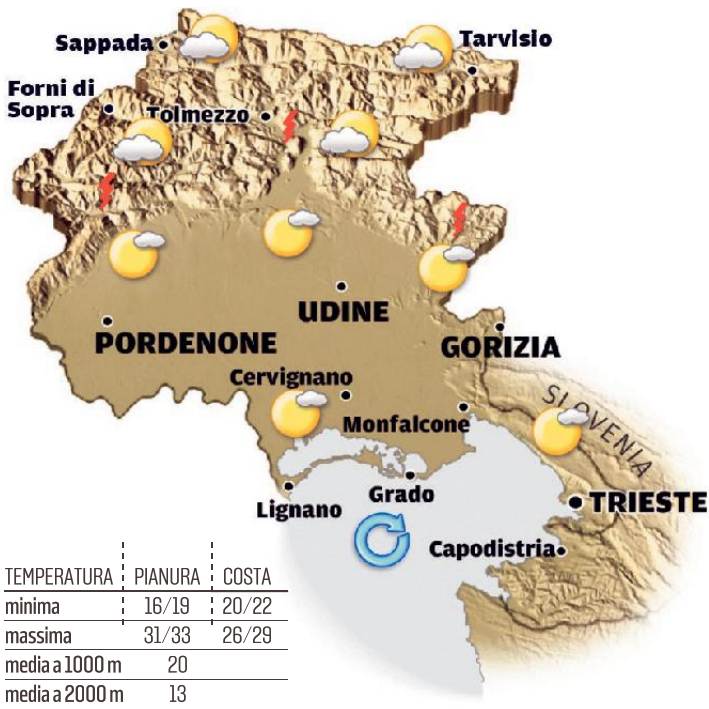 Sappada
Tarvisio
Forni di
Sopra
Tolmezzo
UDINE
PORDENONE
GORIZIA
Cervignano
SLOVENIA
Monfalcone
Lignano
Grado
TRIESTE
Capodistria
TEMPERATURA PIANURA COSTA
minima 16/19 20/22
massima 31/33 26/29
media a 1000 m 20
media a 2000 m 13